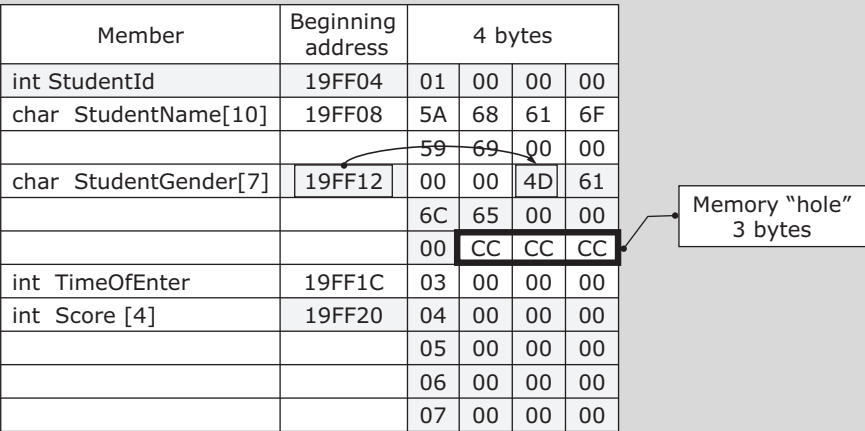 Member Beginning address 4 bytes
int StudentId 19FF04 01 00 00 00
char StudentName[10] 19FF08 5A 68 61 6F
59 69 00 00
char StudentGender[7] 19FF12 00 00 4D 61
6C 65 00 00
00 CC CC CC
int TimeOfEnter 19FF1C 03 00 00 00
int Score [4] 19FF20 04 00 00 00
05 00 00 00
06 00 00 00
07 00 00 00
Memory “hole”
3 bytes